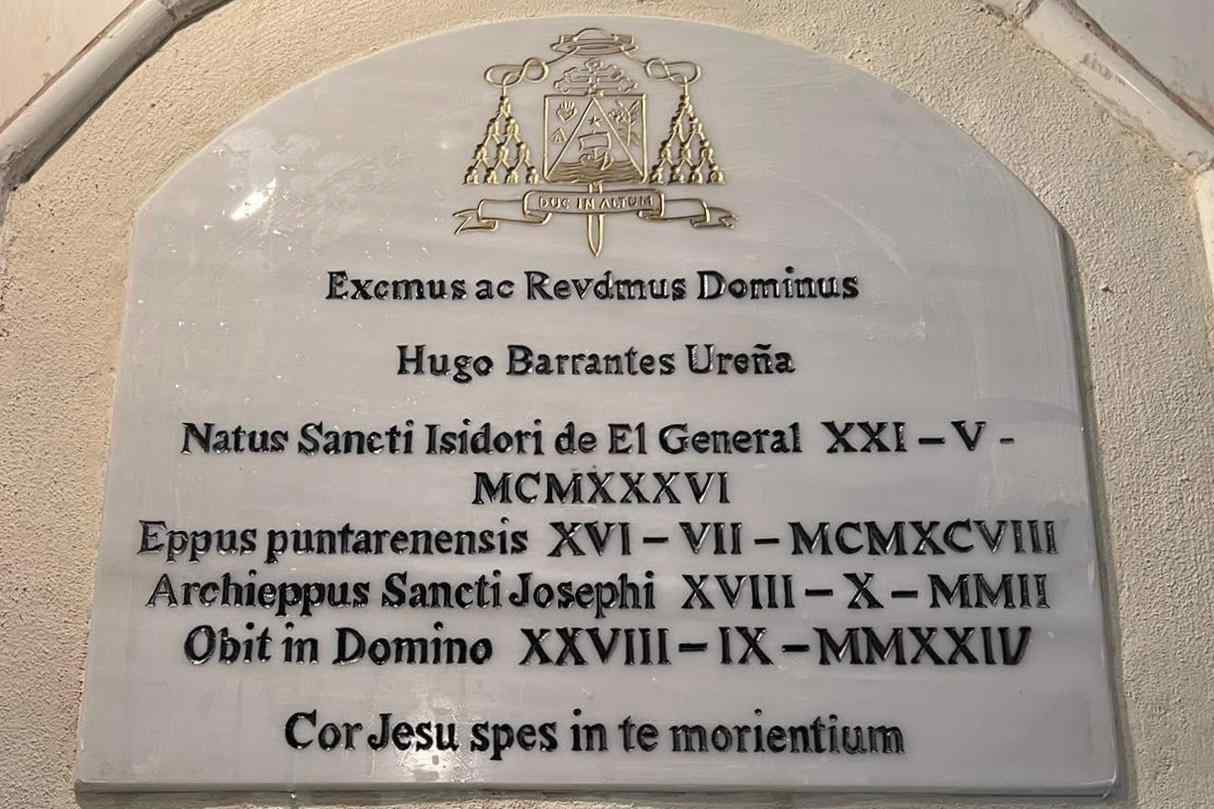 DUC IN ALTUM
Excmus ac Revdmus Dominus
Hugo Barrantes Ureña
Natus Sancti Isidori de El General XXI – V -
MCMXXXVI
Eppus puntarenensis XVI – VII – MCMXCVIII
Archieppus Sancti Josephi XVIII – X – MMII
Obit in Domino XXVIII – IX – MMXXIV
Cor Jesu spes in te morientium